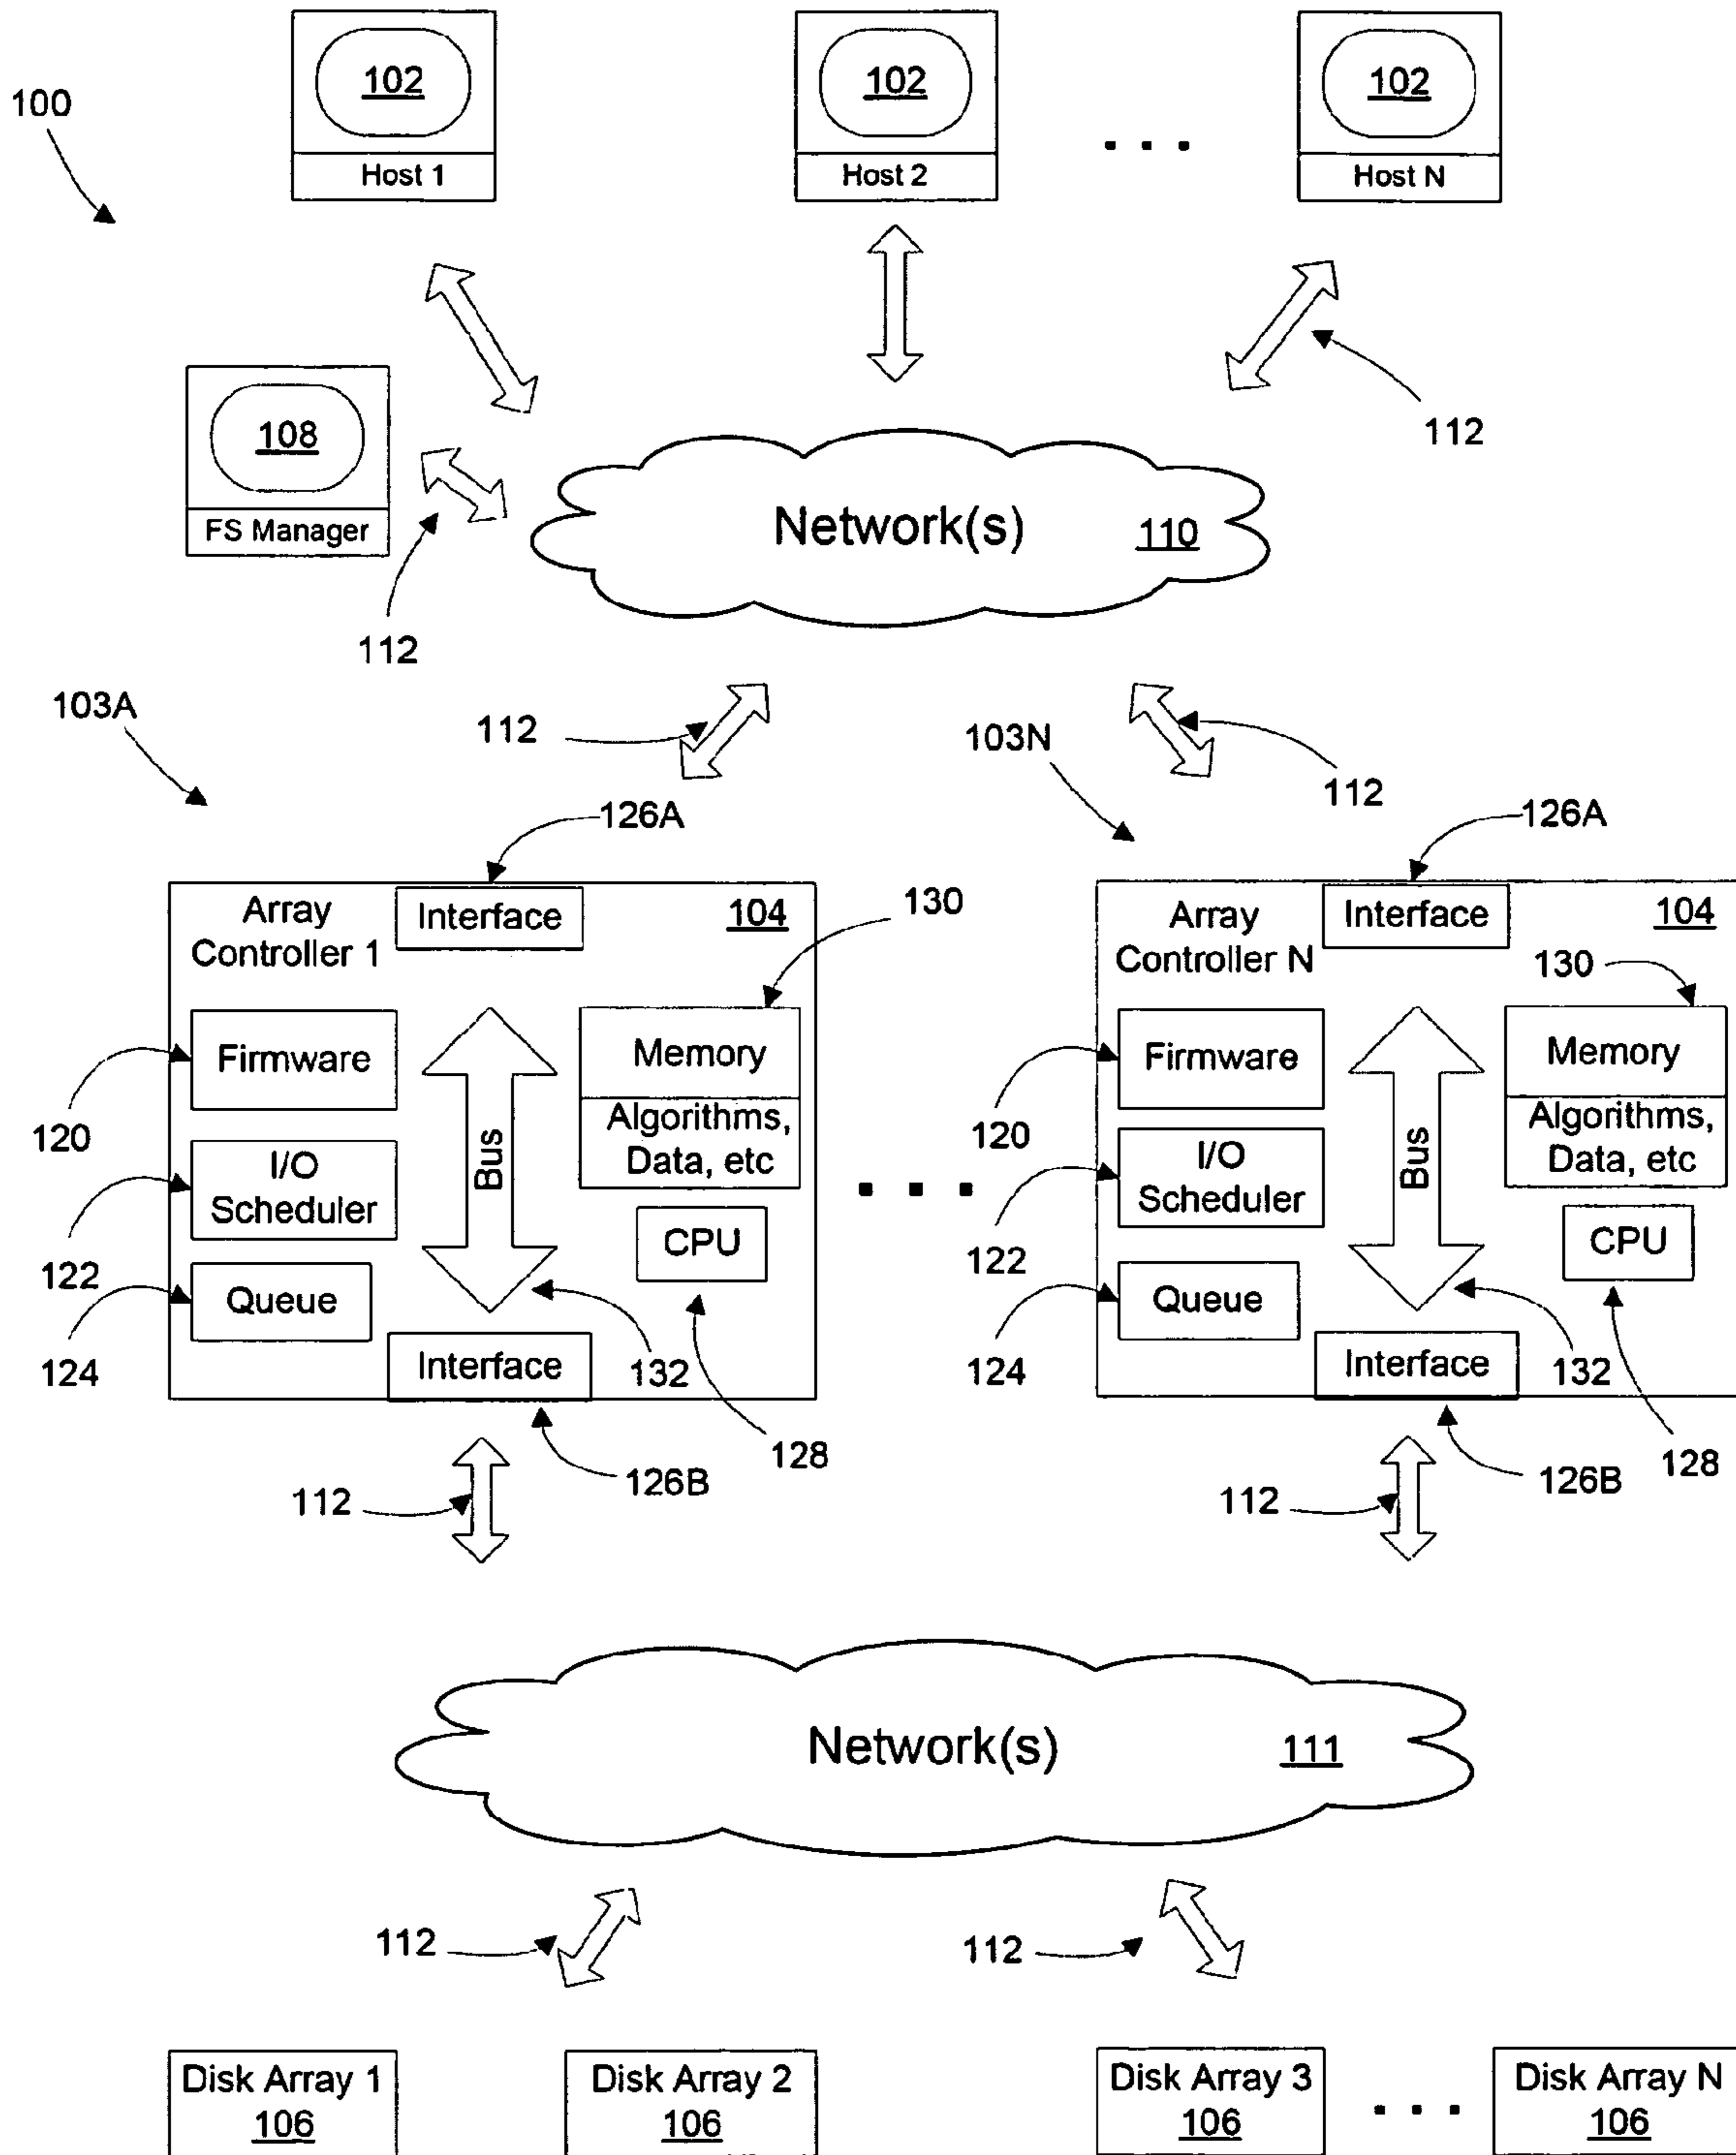 102
102
102
100
Host 1
Host 2
Host N
112
108
FS Manager
Network(s)
110
112
103A
112
103N
112
126A
126A
Array
Controller 1
Interface
104
130
Firmware
Memory
Algorithms,
Data, etc
120
Bus
I/O
Scheduler
122
CPU
Queue
124
Interface
132
128
126B
112
Array
Controller N
Interface
104
130
Firmware
Memory
Algorithms,
Data, etc
120
Bus
I/O
Scheduler
122
CPU
Queue
124
Interface
132
128
126B
112
Network(s)
111
112
112
Disk Array 1
106
Disk Array 2
106
Disk Array 3
106
Disk Array N
106